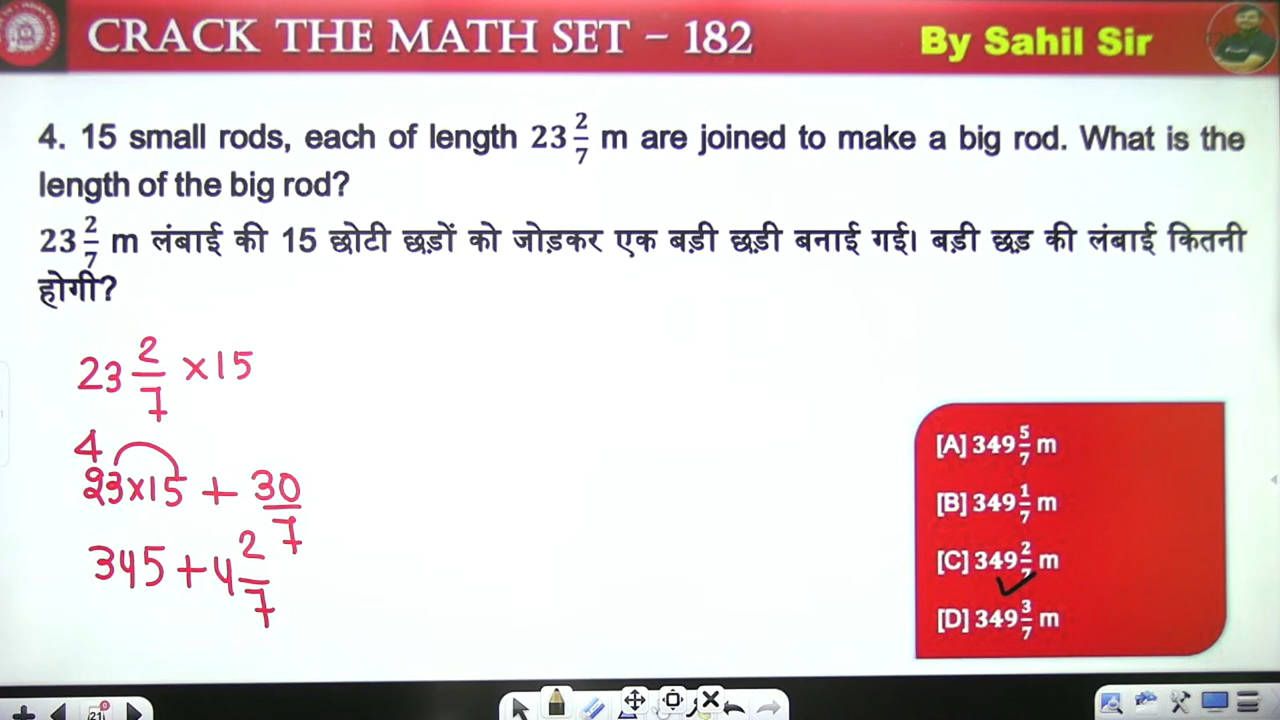 CRACK THE MATH SET – 182
By Sahil Sir
4. 15 small rods, each of length 23 2/7 m are joined to make a big rod. What is the
length of the big rod?
23 2/7 m लंबाई की 15 छोटी छड़ों को जोड़कर एक बड़ी छड़ी बनाई गई। बड़ी छड़ की लंबाई कितनी
होगी?
23 2/7 ×15
4
23×15 + 30/7
345+4 2/7
[A] 349 5/7 m
[B] 349 1/7 m
[C] 349 2/7 m
[D] 349 3/7 m
21